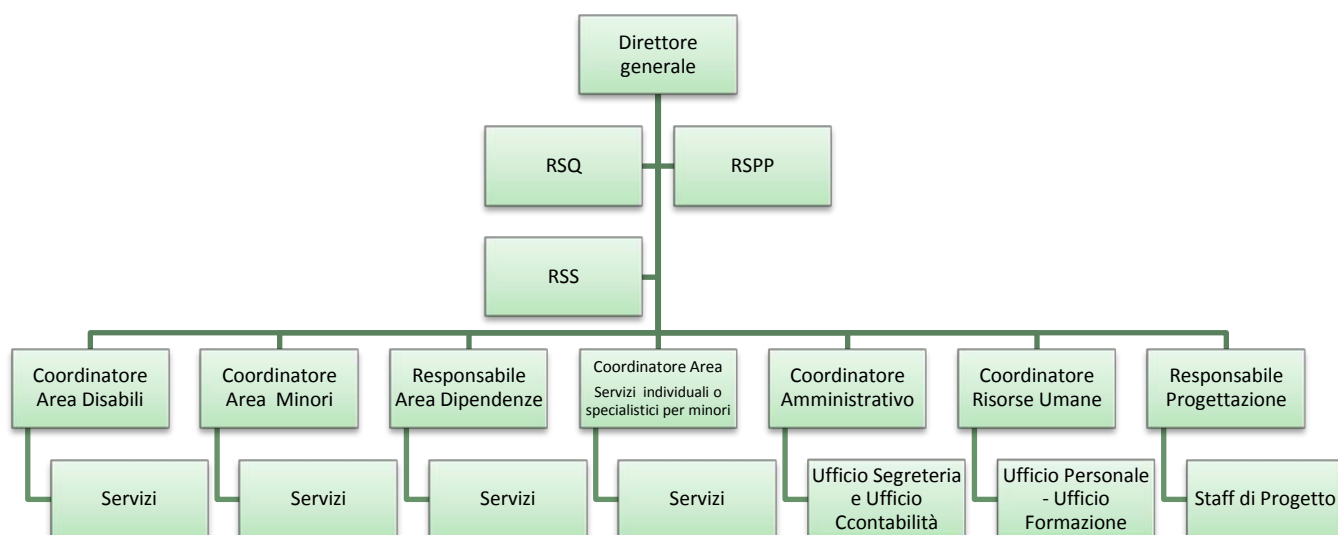 Direttore
generale
RSQ
RSPP
RSS
Coordinatore
Area Disabili
Coordinatore
Area  Minori
Responsabile
Area Dipendenze
Coordinatore Area
Servizi  individuali o
specialistici per minori
Coordinatore
Amministrativo
Coordinatore
Risorse Umane
Responsabile
Progettazione
Servizi
Servizi
Servizi
Servizi
Ufficio Segreteria
e Ufficio
Ccontabilità
Ufficio Personale
- Ufficio
Formazione
Staff di Progetto